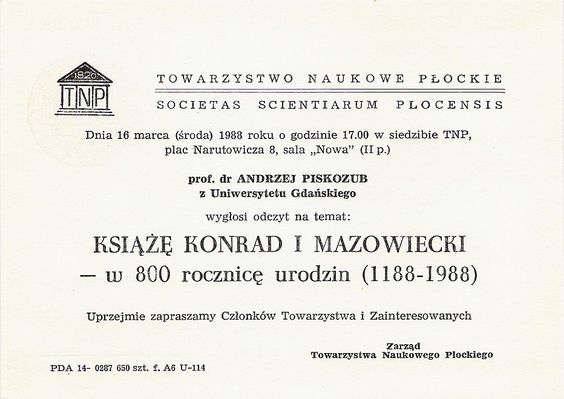 1820
TNP
TOWARZYSTWO NAUKOWE PŁOCKIE
SOCIETAS SCIENTIARUM PLOCENSIS
Dnia 16 marca (środa) 1988 roku o godzinie 17.00 w siedzibie TNP,
plac Narutowicza 8, sala „Nowa” (II p.)
prof. dr ANDRZEJ PISKOZUB
z Uniwersytetu Gdańskiego
wygłosi odczyt na temat:
KSIĄŻĘ KONRAD I MAZOWIECKI
— w 800 rocznicę urodzin (1188-1988)
Uprzejmie zapraszamy Członków Towarzystwa i Zainteresowanych
Zarząd
Towarzystwa Naukowego Płockiego
PDA 14- 0287 650 szt. f. A6 U-114